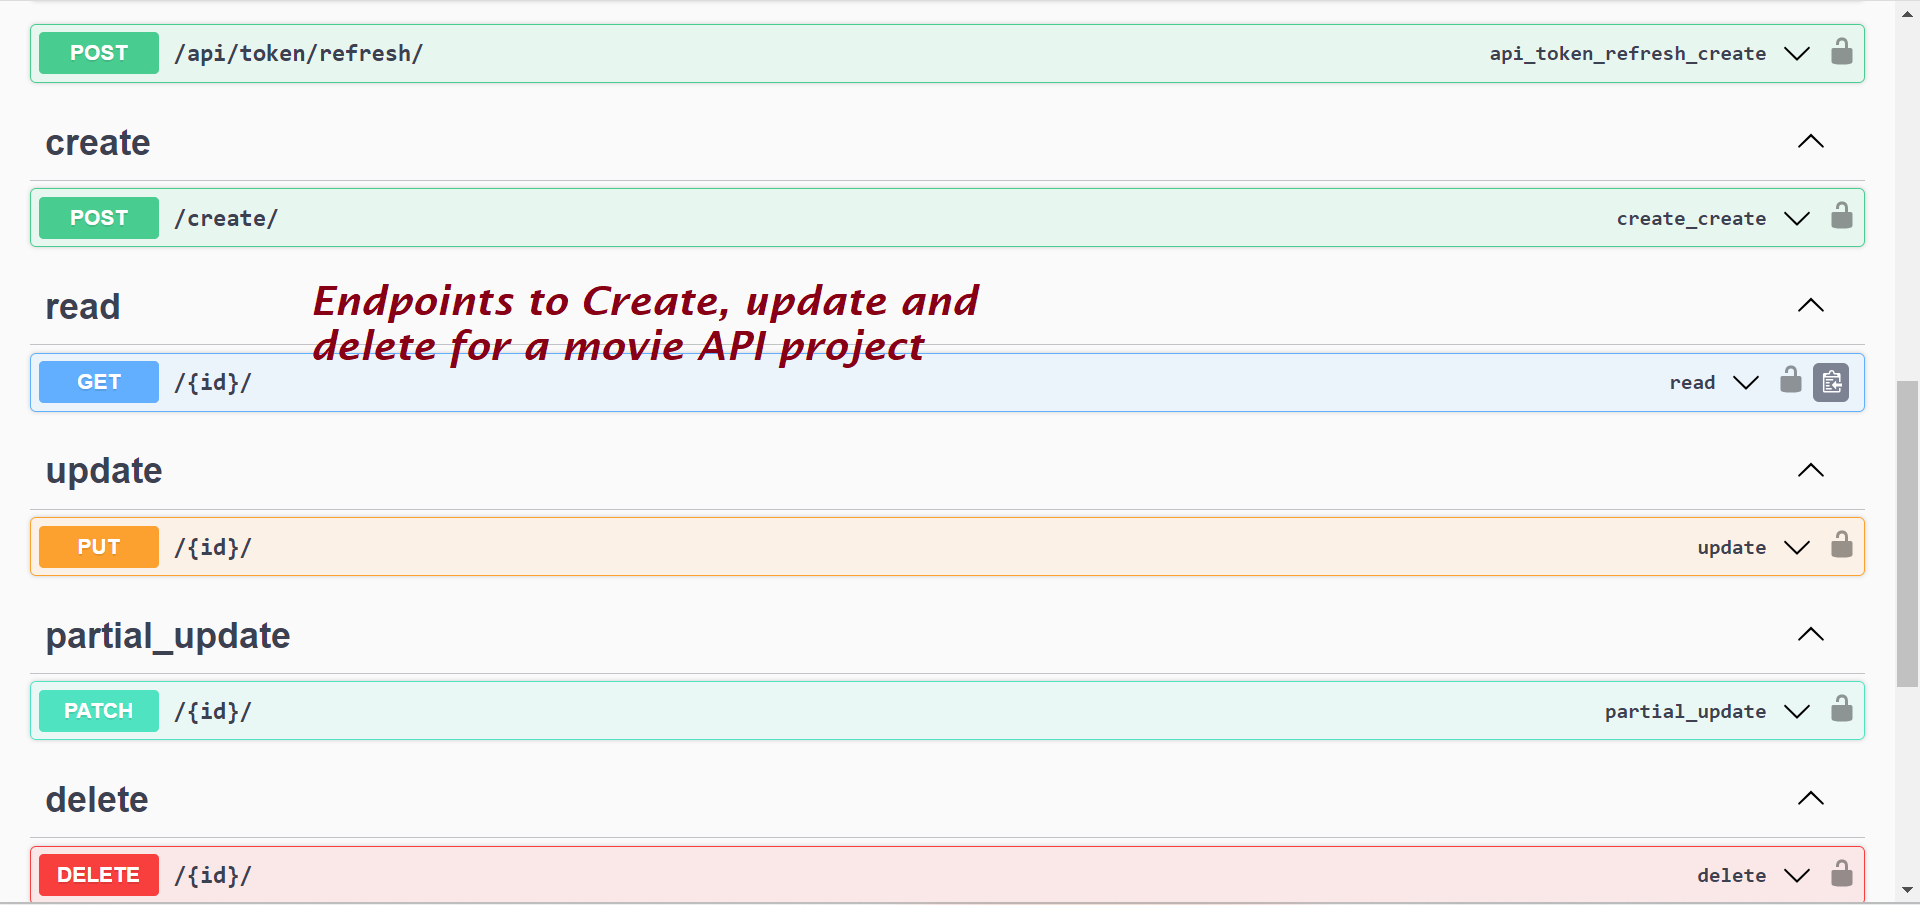 POST /api/token/refresh/ api_token_refresh_create
create
POST /create/ create_create
read
Endpoints to Create, update and
delete for a movie API project
GET /{id}/ read
update
PUT /{id}/ update
partial_update
PATCH /{id}/ partial_update
delete
DELETE /{id}/ delete